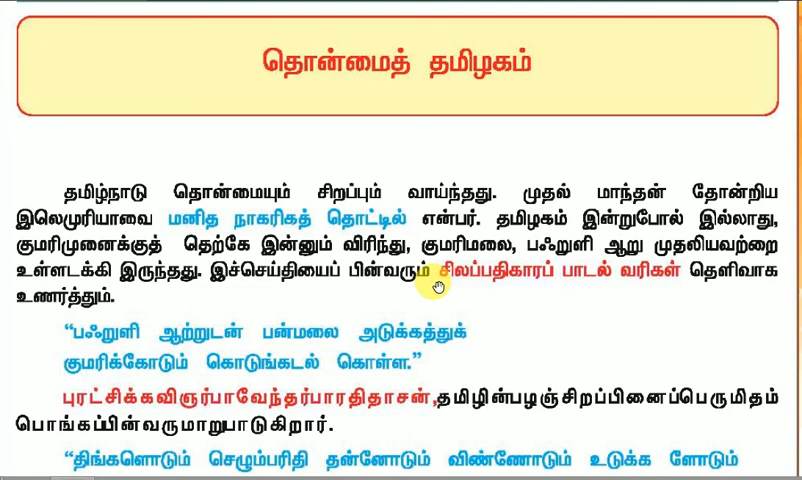 தொன்மைத் தமிழகம்
தமிழ்நாடு தொன்மையும் சிறப்பும் வாய்ந்தது. முதல் மாந்தன் தோன்றிய
இலெமுரியாவை மனித நாகரிகத் தொட்டில் என்பர். தமிழகம் இன்றுபோல் இல்லாது,
குமரிமுனைக்குத் தெற்கே இன்னும் விரிந்து, குமரிமலை, பஃறுளி ஆறு முதலியவற்றை
உள்ளடக்கி இருந்தது. இச்செய்தியைப் பின்வரும் சிலப்பதிகாரப் பாடல் வரிகள் தெளிவாக
உணர்த்தும்.
“பஃறுளி ஆற்றுடன் பன்மலை அடுக்கத்துக்
குமரிக்கோடும் கொடுங்கடல் கொள்ள.”
புரட்சிக்கவிஞர்பாவேந்தர்பாரதிதாசன்,தமிழின்பழஞ்சிறப்பினைப்பெருமிதம்
பொங்கப்பின்வருமாறுபாடுகிறார்.
“திங்களொடும் செழும்பரிதி தன்னோடும் விண்ணோடும் உடுக்க ளோடும்